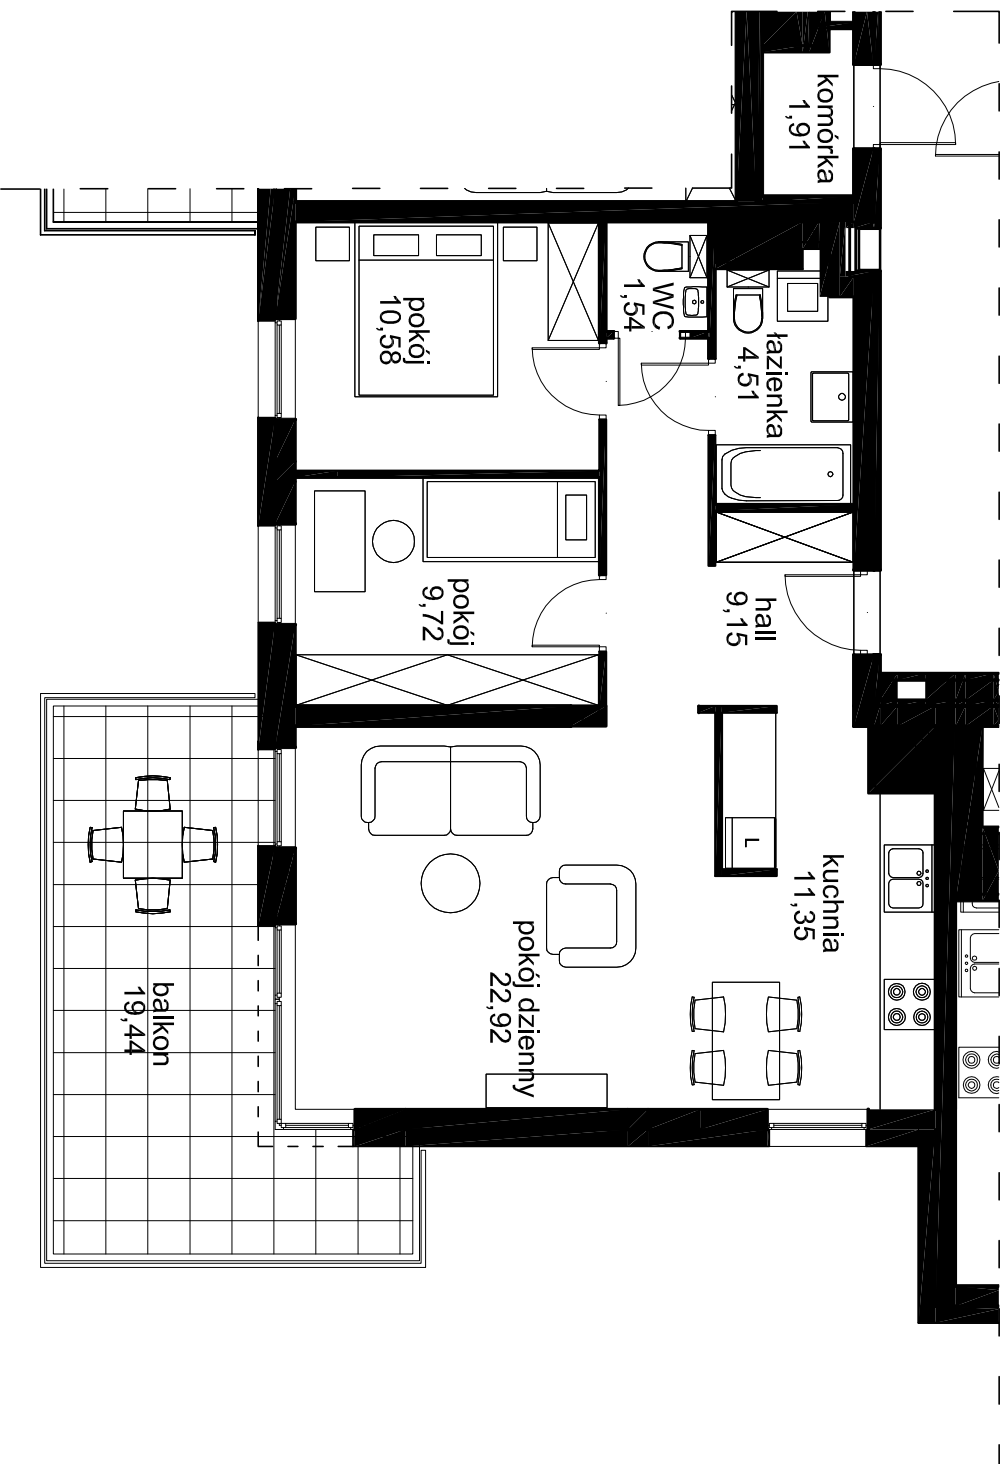 komórka
1,91
WC
1,54
łazienka
4,51
pokój
10,58
pokój
9,72
hall
9,15
L
kuchnia
11,35
pokój dzienny
22,92
balkon
19,44